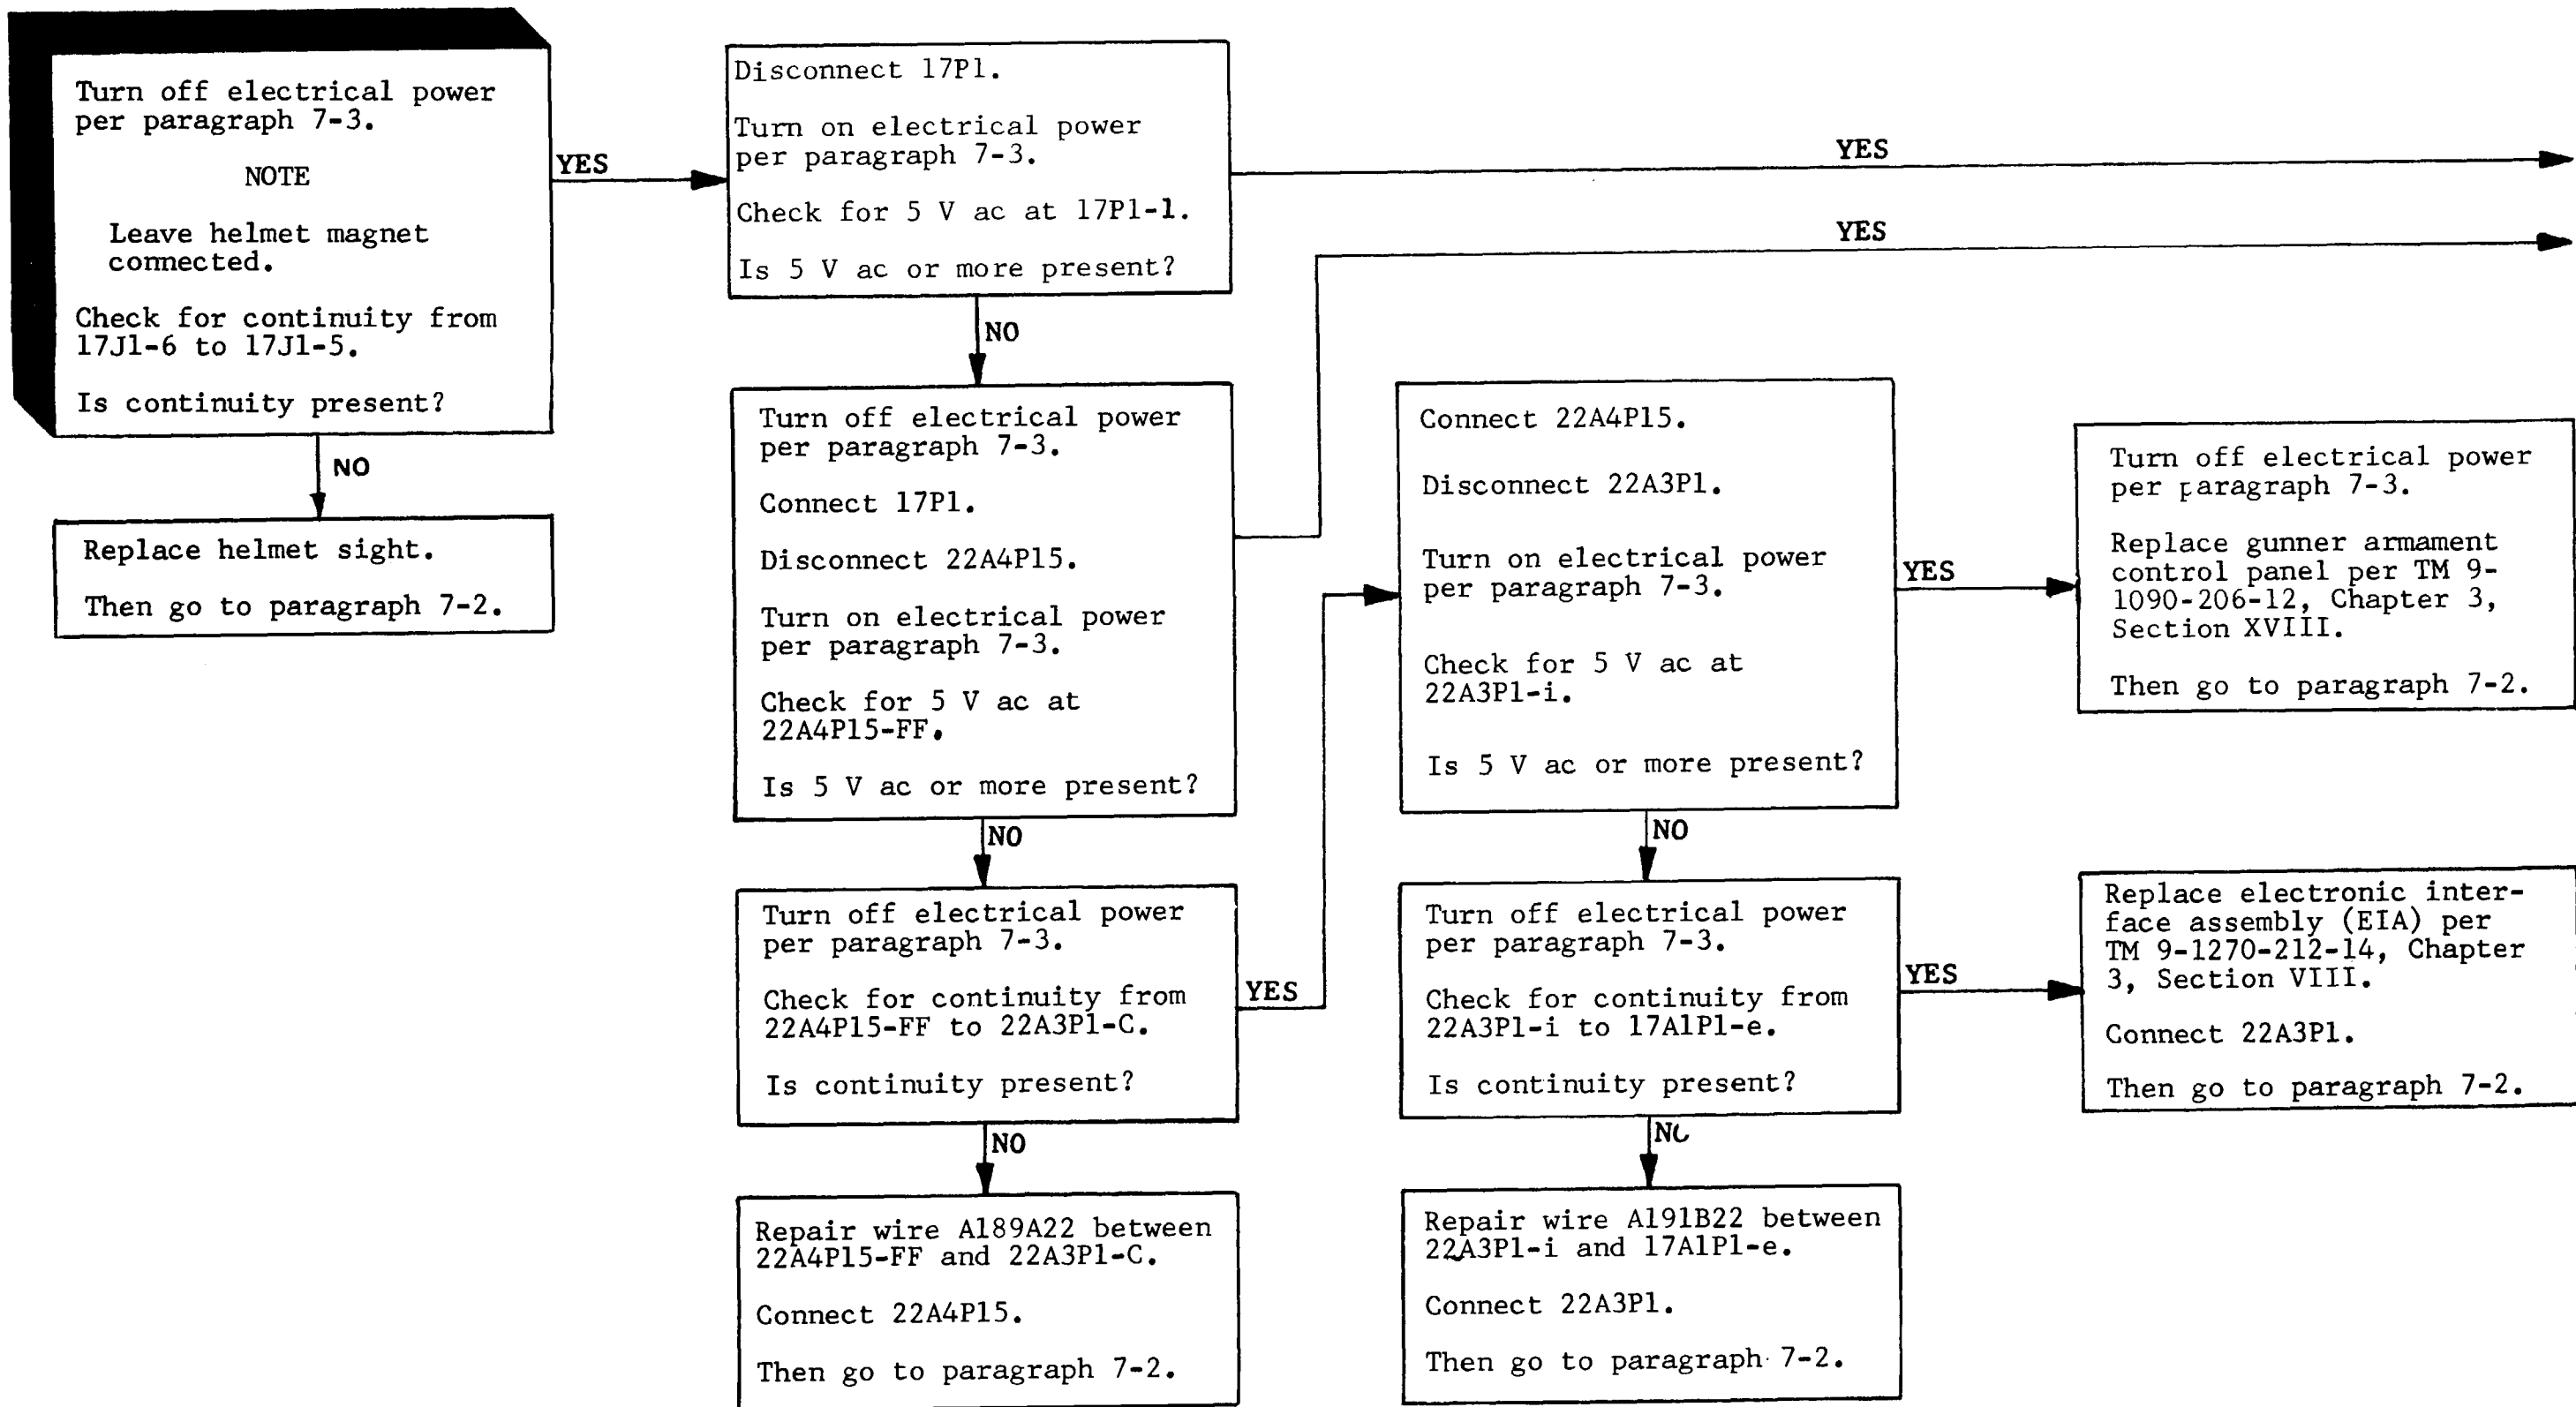 Turn off electrical power
per paragraph 7-3.
NOTE
Leave helmet magnet
connected.
Check for continuity from
17J1-6 to 17J1-5.
Is continuity present?
YES
NO
Replace helmet sight.
Then go to paragraph 7-2.
Disconnect 17P1.
Turn on electrical power
per paragraph 7-3.
Check for 5 V ac at 17P1-1.
Is 5 V ac or more present?
YES
NO
Turn off electrical power
per paragraph 7-3.
Connect 17P1.
Disconnect 22A4P15.
Turn on electrical power
per paragraph 7-3.
Check for 5 V ac at
22A4P15-FF.
Is 5 V ac or more present?
YES
NO
Turn off electrical power
per paragraph 7-3.
Check for continuity from
22A4P15-FF to 22A3P1-C.
Is continuity present?
YES
NO
Repair wire A189A22 between
22A4P15-FF and 22A3P1-C.
Connect 22A4P15.
Then go to paragraph 7-2.
Connect 22A4P15.
Disconnect 22A3P1.
Turn on electrical power
per paragraph 7-3.
Check for 5 V ac at
22A3P1-i.
Is 5 V ac or more present?
YES
NO
Turn off electrical power
per paragraph 7-3.
Replace gunner armament
control panel per TM 9-
1090-206-12, Chapter 3,
Section XVIII.
Then go to paragraph 7-2.
Turn off electrical power
per paragraph 7-3.
Check for continuity from
22A3P1-i to 17A1P1-e.
Is continuity present?
YES
NO
Replace electronic inter-
face assembly (EIA) per
TM 9-1270-212-14, Chapter
3, Section VIII.
Connect 22A3P1.
Then go to paragraph 7-2.
Repair wire A191B22 between
22A3P1-i and 17A1P1-e.
Connect 22A3P1.
Then go to paragraph 7-2.